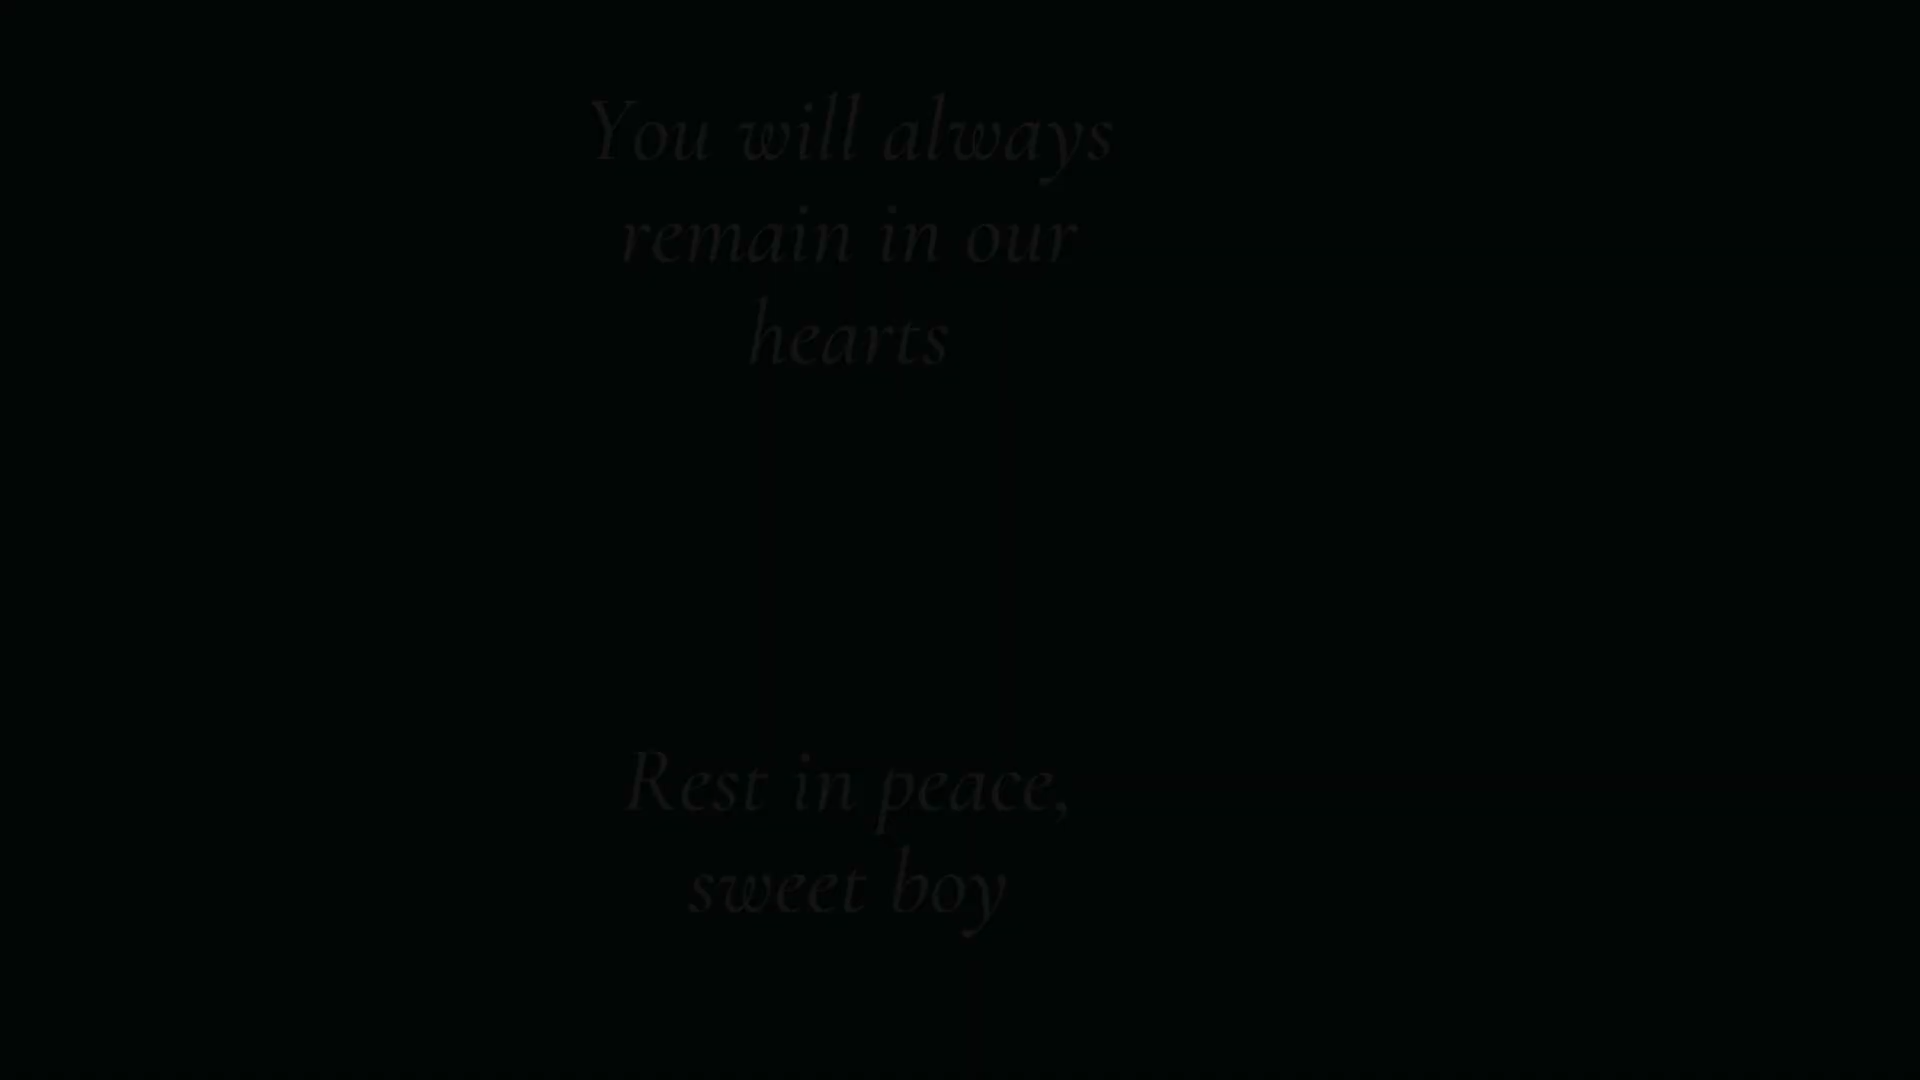 You will always
remain in our
hearts
Rest in peace,
sweet boy